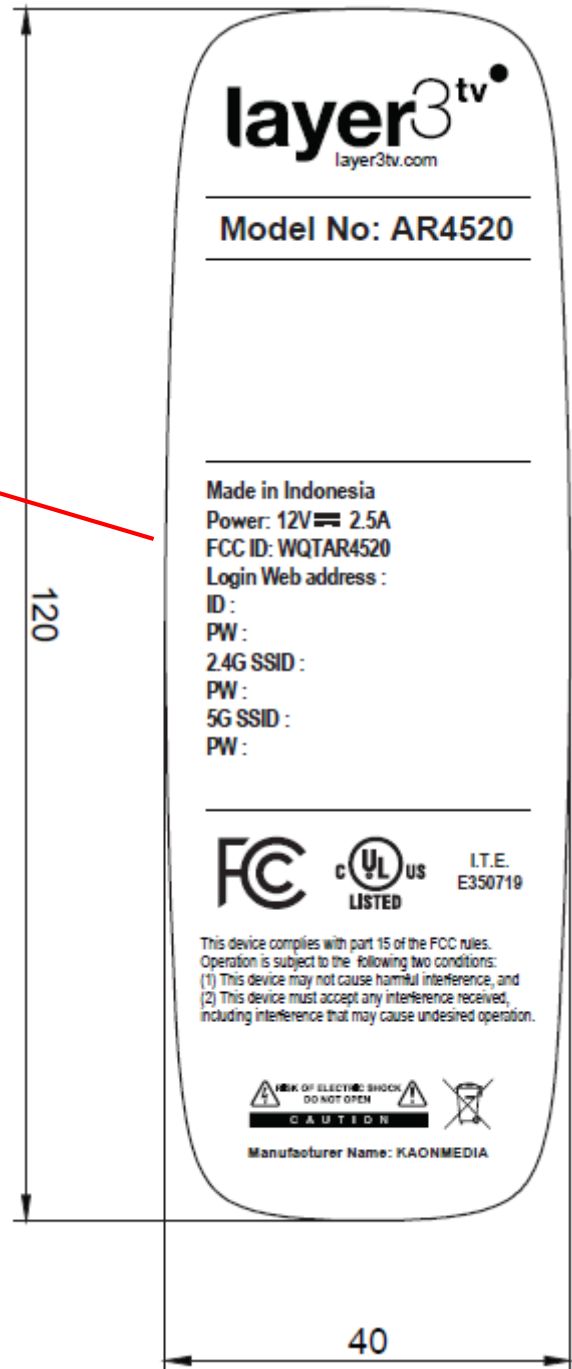 layer3tv
layer3tv.com
Model No: AR4520
Made in Indonesia
Power: 12V 2.5A
FCC ID: WQTAR4520
Login Web address :
ID :
PW :
2.4G SSID :
PW :
5G SSID :
PW :
120
FC
C UL US
LISTED
I.T.E.
E350719
This device complies with part 15 of the FCC rules.
Operation is subject to the following two conditions:
(1) This device may not cause harmful interference, and
(2) This device must accept any interference received,
including interference that may cause undesired operation.
RISK OF ELECTRIC SHOCK
DO NOT OPEN
CAUTION
Manufacturer Name: KAONMEDIA
40